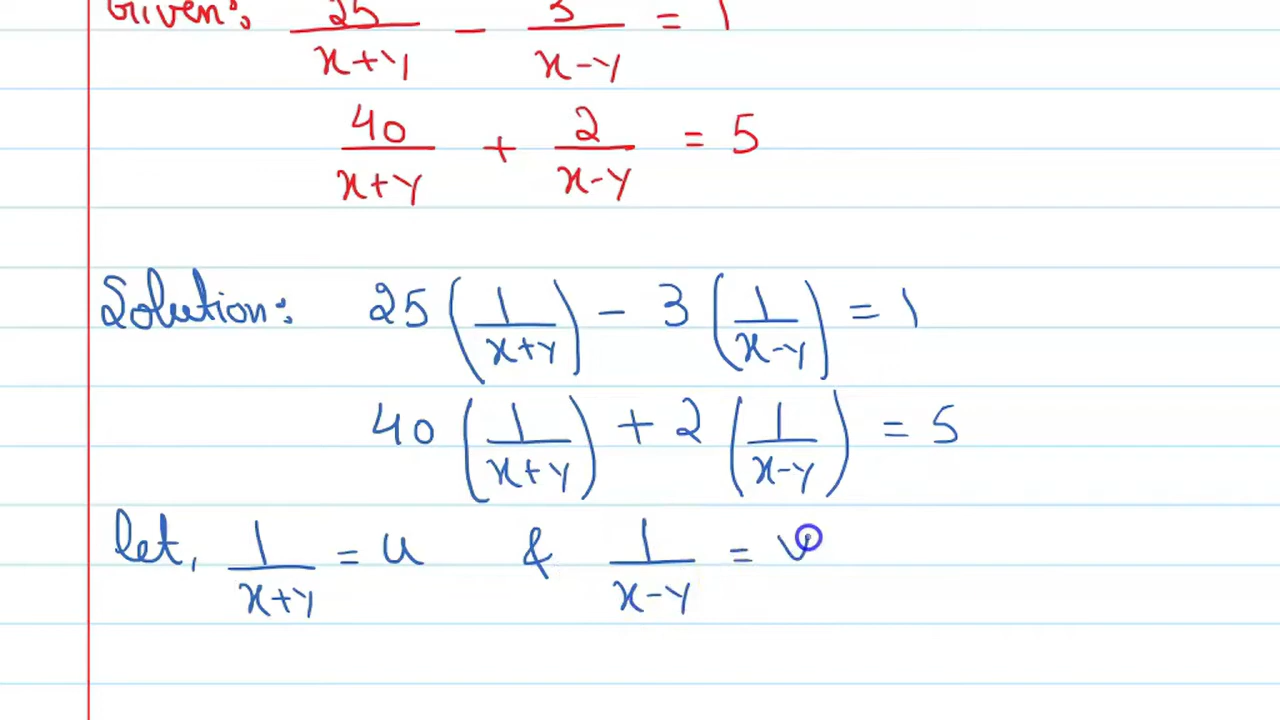 Given: 25/(x+y) - 3/(x-y) = 1
40/(x+y) + 2/(x-y) = 5
Solution: 25(1/(x+y)) - 3(1/(x-y)) = 1
40(1/(x+y)) + 2(1/(x-y)) = 5
let, 1/(x+y) = u & 1/(x-y) = v